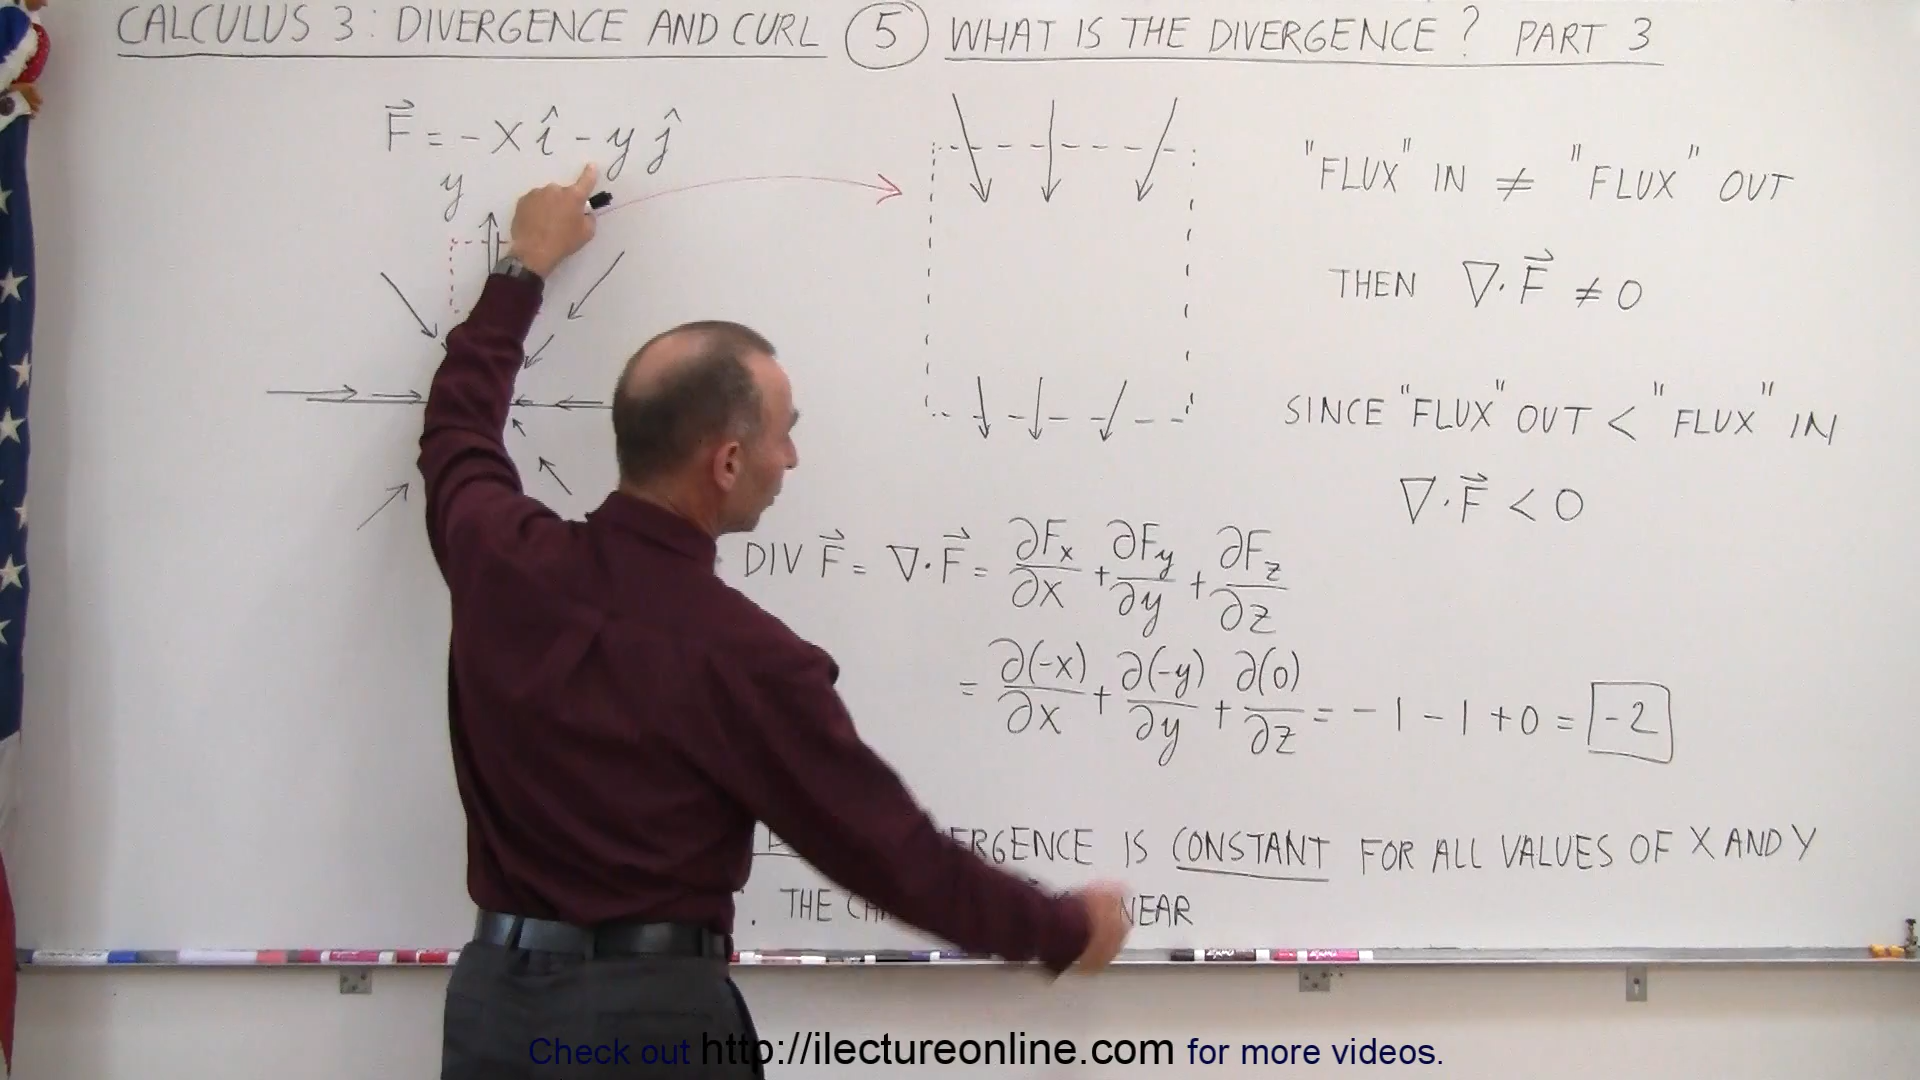 CALCULUS 3: DIVERGENCE AND CURL (5) WHAT IS THE DIVERGENCE? PART 3
F⃗ = -x î - y ĵ
y
"FLUX" IN ≠ "FLUX" OUT
THEN ∇·F⃗ ≠ 0
SINCE "FLUX" OUT < "FLUX" IN
∇·F⃗ < 0
DIV F⃗ = ∇·F⃗ = ∂Fx/∂x + ∂Fy/∂y + ∂Fz/∂z
= ∂(-x)/∂x + ∂(-y)/∂y + ∂(0)/∂z = -1 - 1 + 0 = -2
ERGENCE IS CONSTANT FOR ALL VALUES OF X AND Y
THE NEAR
Check out http://ilectureonline.com for more videos.